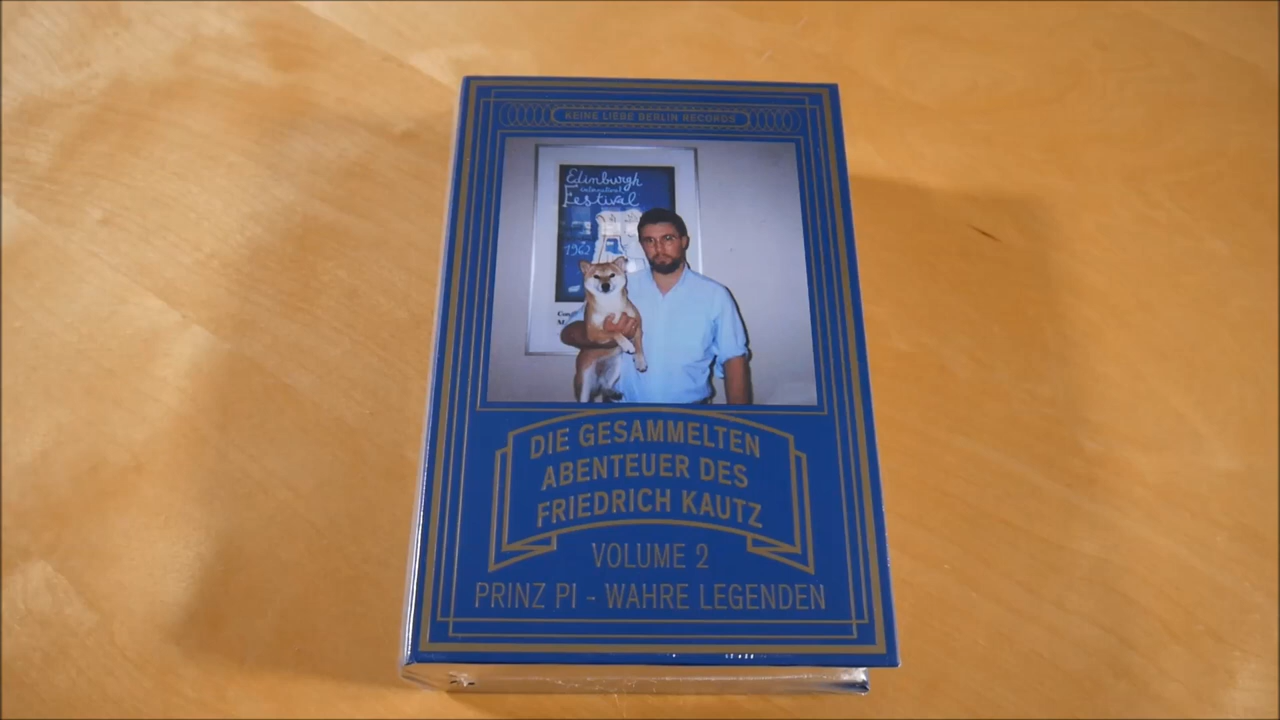 KEINE LIEBE BERLIN RECORDS
Edinburgh
international
Festival
1962
DIE GESAMMELTEN
ABENTEUER DES
FRIEDRICH KAUTZ
VOLUME 2
PRINZ PI - WAHRE LEGENDEN